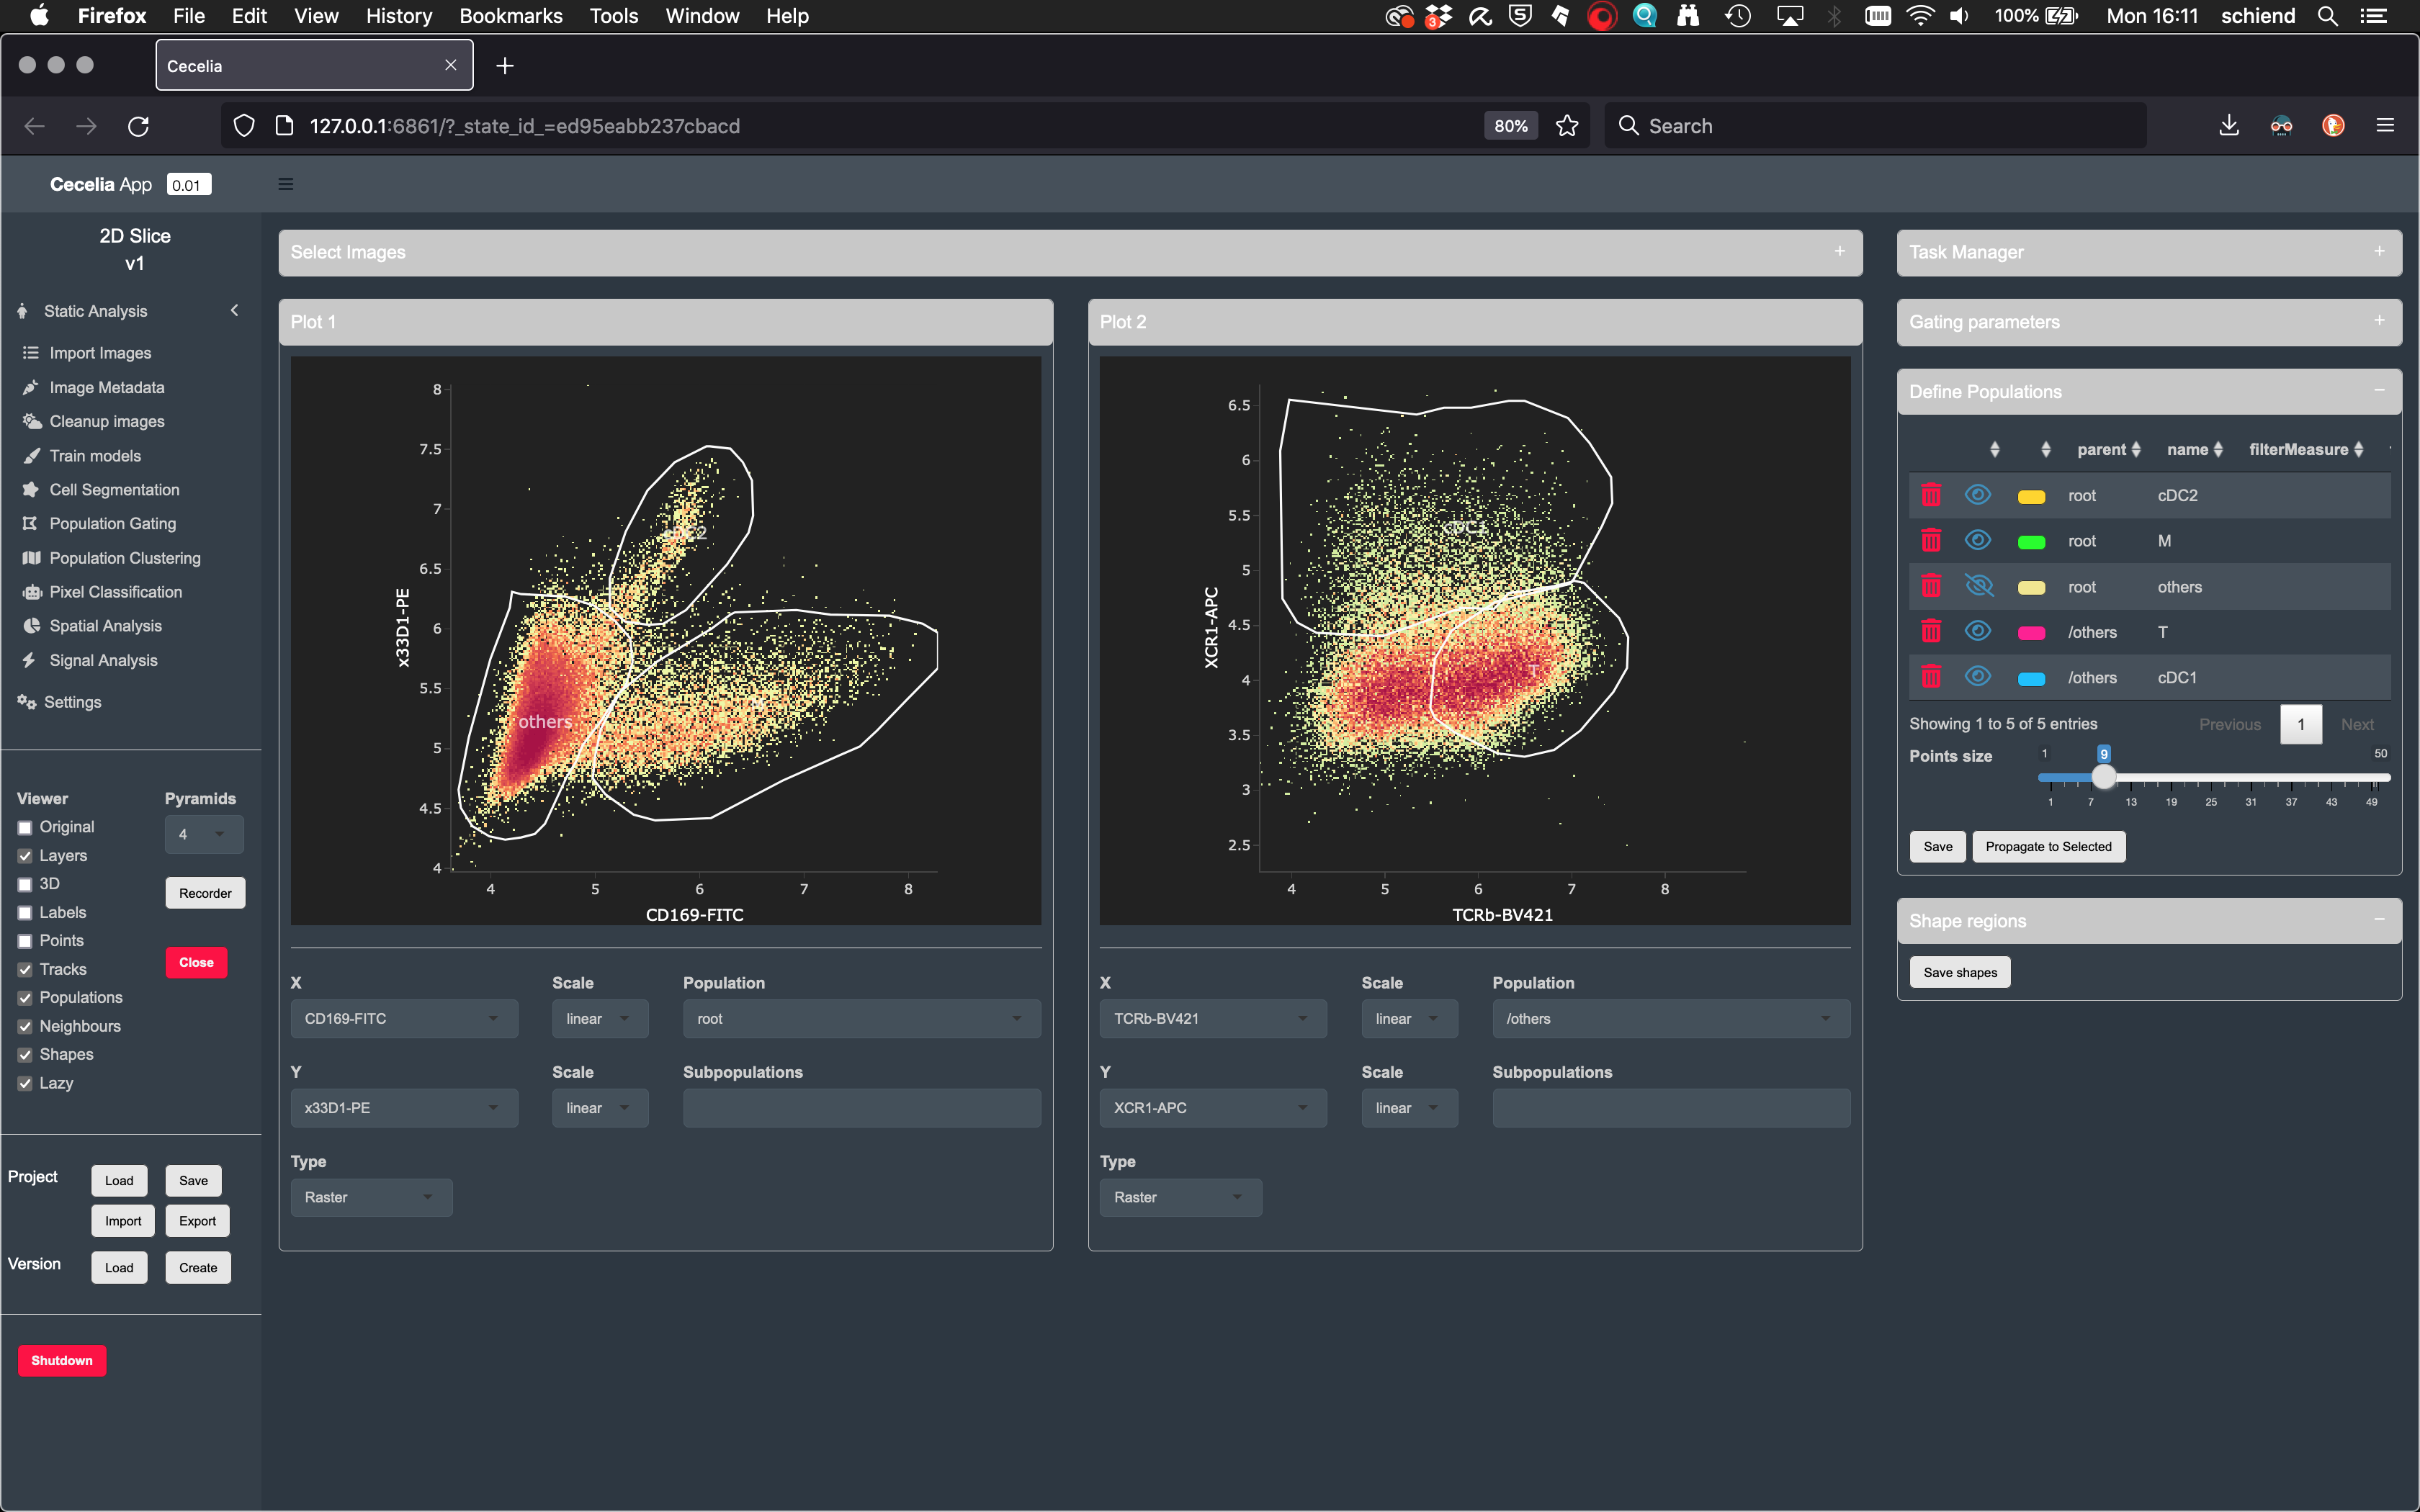 Firefox File Edit View History Bookmarks Tools Window Help 3 100% Mon 16:11 schiend
Cecelia
127.0.0.1:6861/?_state_id_=ed95eabb237cbacd 80% Search
Cecelia App 0.01
2D Slice
v1
Static Analysis
Import Images
Image Metadata
Cleanup images
Train models
Cell Segmentation
Population Gating
Population Clustering
Pixel Classification
Spatial Analysis
Signal Analysis
Settings
Viewer Pyramids
Original
4
Layers
3D
Recorder
Labels
Points
Close
Tracks
Populations
Neighbours
Shapes
Lazy
Project Load Save
Import Export
Version Load Create
Shutdown
Select Images +
Plot 1
8
7.5
7
6.5
6
5.5
5
4.5
4
x33D1-PE
others
4 5 6 7 8
CD169-FITC
X Scale Population
CD169-FITC linear root
Y Scale Subpopulations
x33D1-PE linear
Type
Raster
Plot 2
6.5
6
5.5
5
4.5
4
3.5
3
2.5
XCR1-APC
cDC1
T
4 5 6 7 8
TCRb-BV421
X Scale Population
TCRb-BV421 linear /others
Y Scale Subpopulations
XCR1-APC linear
Type
Raster
Task Manager +
Gating parameters +
Define Populations −
parent name filterMeasure
root cDC2
root M
root others
/others T
/others cDC1
Showing 1 to 5 of 5 entries Previous 1 Next
Points size 1 9 50
1 7 13 19 25 31 37 43 49
Save Propagate to Selected
Shape regions −
Save shapes